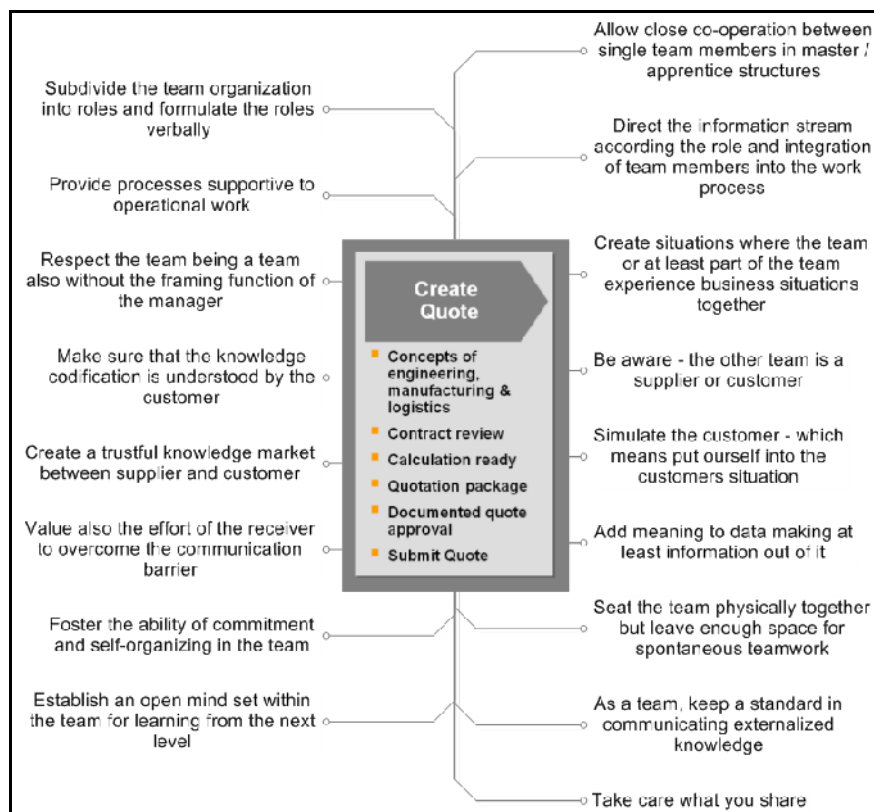 Subdivide the team organization
into roles and formulate the roles
verbally
Provide processes supportive to
operational work
Respect the team being a team
also without the framing function of
the manager
Make sure that the knowledge
codification is understood by the
customer
Create a trustful knowledge market
between supplier and customer
Value also the effort of the receiver
to overcome the communication
barrier
Foster the ability of commitment
and self-organizing in the team
Establish an open mind set within
the team for learning from the next
level
Create
Quote
Concepts of
engineering,
manufacturing &
logistics
Contract review
Calculation ready
Quotation package
Documented quote
approval
Submit Quote
Allow close co-operation between
single team members in master /
apprentice structures
Direct the information stream
according the role and integration
of team members into the work
process
Create situations where the team
or at least part of the team
experience business situations
together
Be aware - the other team is a
supplier or customer
Simulate the customer - which
means put ourself into the
customers situation
Add meaning to data making at
least information out of it
Seat the team physically together
but leave enough space for
spontaneous teamwork
As a team, keep a standard in
communicating externalized
knowledge
Take care what you share